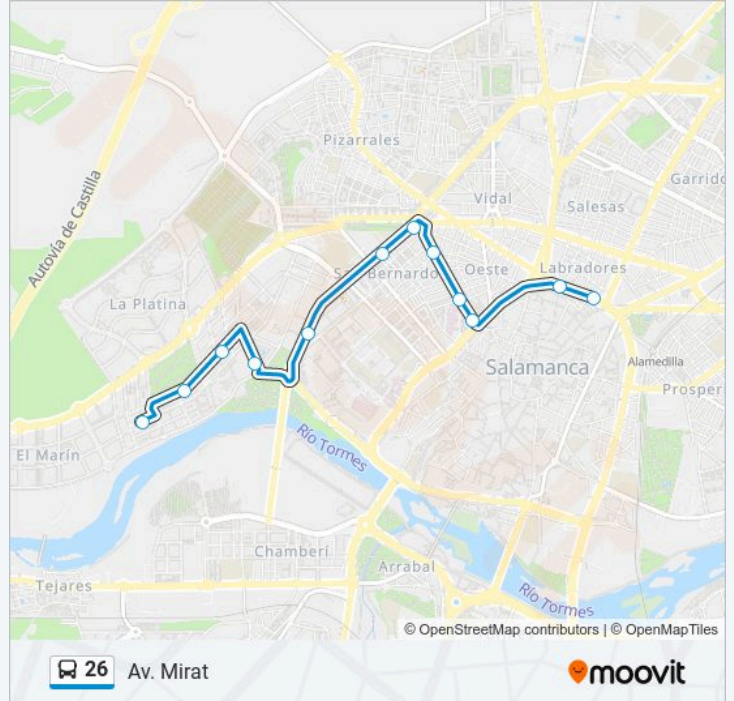 Pizarrales
Garrido
Vidal
Salesas
Autovía de Castilla
San Bernardo
Oeste
Labradores
La Platina
Salamanca
Alamedilla
Prosper
El Marín
Río Tormes
Chamberí
Arrabal
Tejares
Río Tormes
© OpenStreetMap contributors | © OpenMapTiles
26 Av. Mirat
moovit